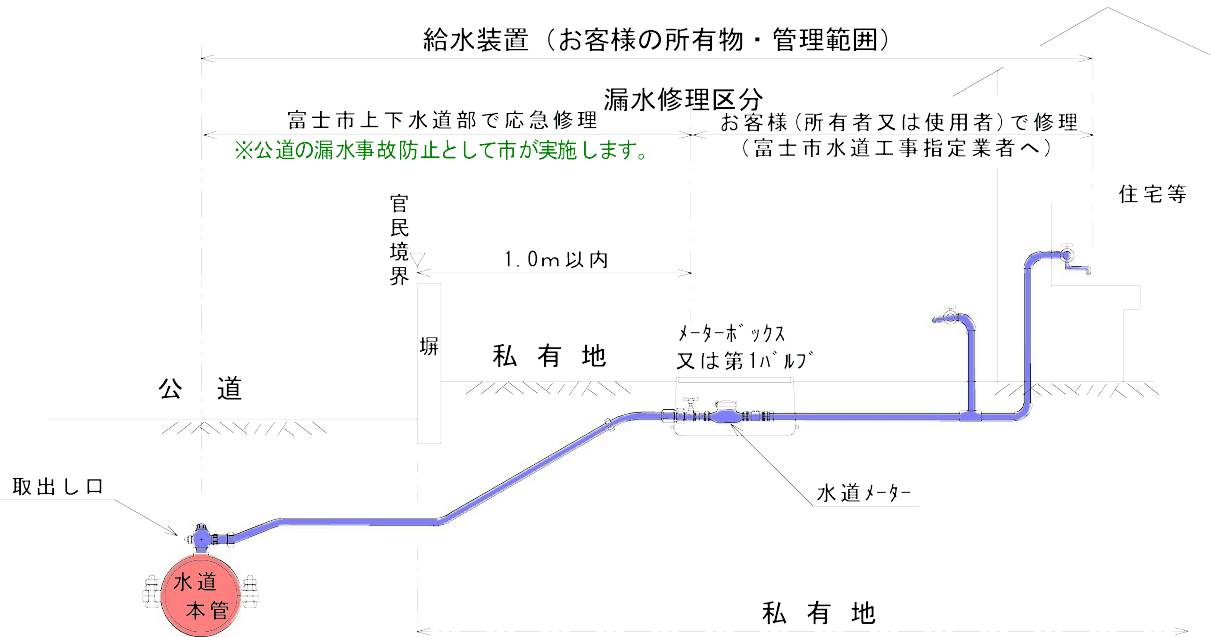 給水装置（お客様の所有物・管理範囲）
漏水修理区分
富士市上下水道部で応急修理
※公道の漏水事故防止として市が実施します。
お客様(所有者又は使用者)で修理
(富士市水道工事指定業者へ)
住宅等
官民境界
1.0m以内
塀
私有地
ﾒｰﾀｰﾎﾞｯｸｽ
又は第1ﾊﾞﾙﾌﾞ
公道
取出し口
水道ﾒｰﾀｰ
水道
本管
私有地